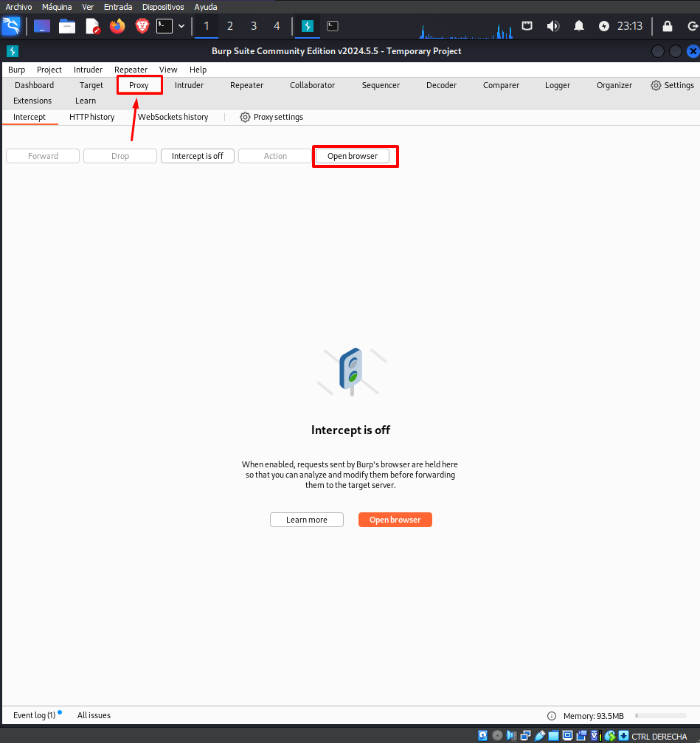 Archivo Máquina Ver Entrada Dispositivos Ayuda
1 2 3 4 23:13
Burp Suite Community Edition v2024.5.5 - Temporary Project
Burp Project Intruder Repeater View Help
Dashboard Target Proxy Intruder Repeater Collaborator Sequencer Decoder Comparer Logger Organizer Settings
Extensions Learn
Intercept HTTP history WebSockets history Proxy settings
Forward Drop Intercept is off Action Open browser
Intercept is off
When enabled, requests sent by Burp's browser are held here
so that you can analyze and modify them before forwarding
them to the target server.
Learn more Open browser
Event log (1) All issues Memory: 93.5MB
CTRL DERECHA